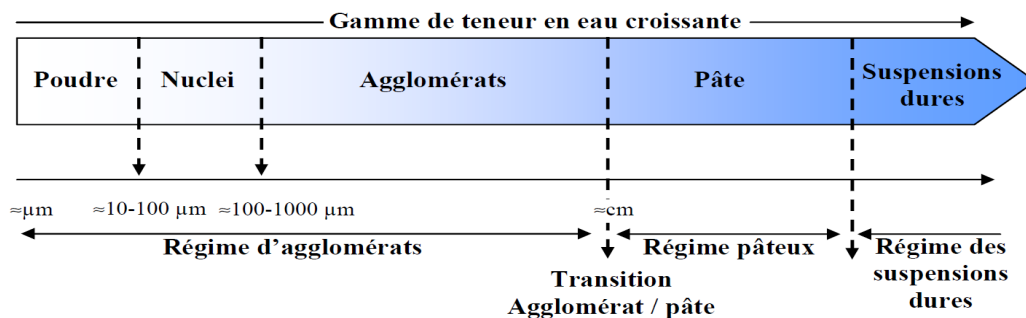 Gamme de teneur en eau croissante
Poudre
Nuclei
Agglomérats
Pâte
Suspensions
dures
≈µm
≈10-100 µm
≈100-1000 µm
≈cm
Régime d’agglomérats
Régime pâteux
Régime des
suspensions
dures
Transition
Agglomérat / pâte